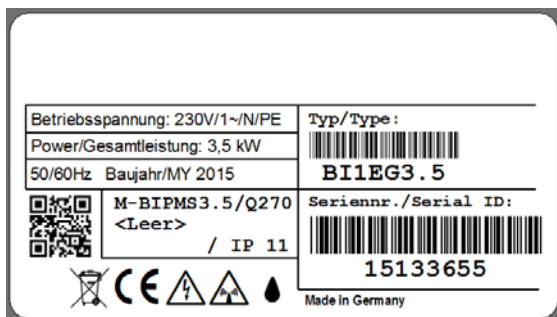 Betriebsspannung: 230V/1~/N/PE
Power/Gesamtleistung: 3,5 kW
50/60Hz Baujahr/MY 2015
M-BIPMS3.5/Q270
<Leer>
/ IP 11
Typ/Type:
BI1EG3.5
Seriennr./Serial ID:
15133655
CE
Made in Germany